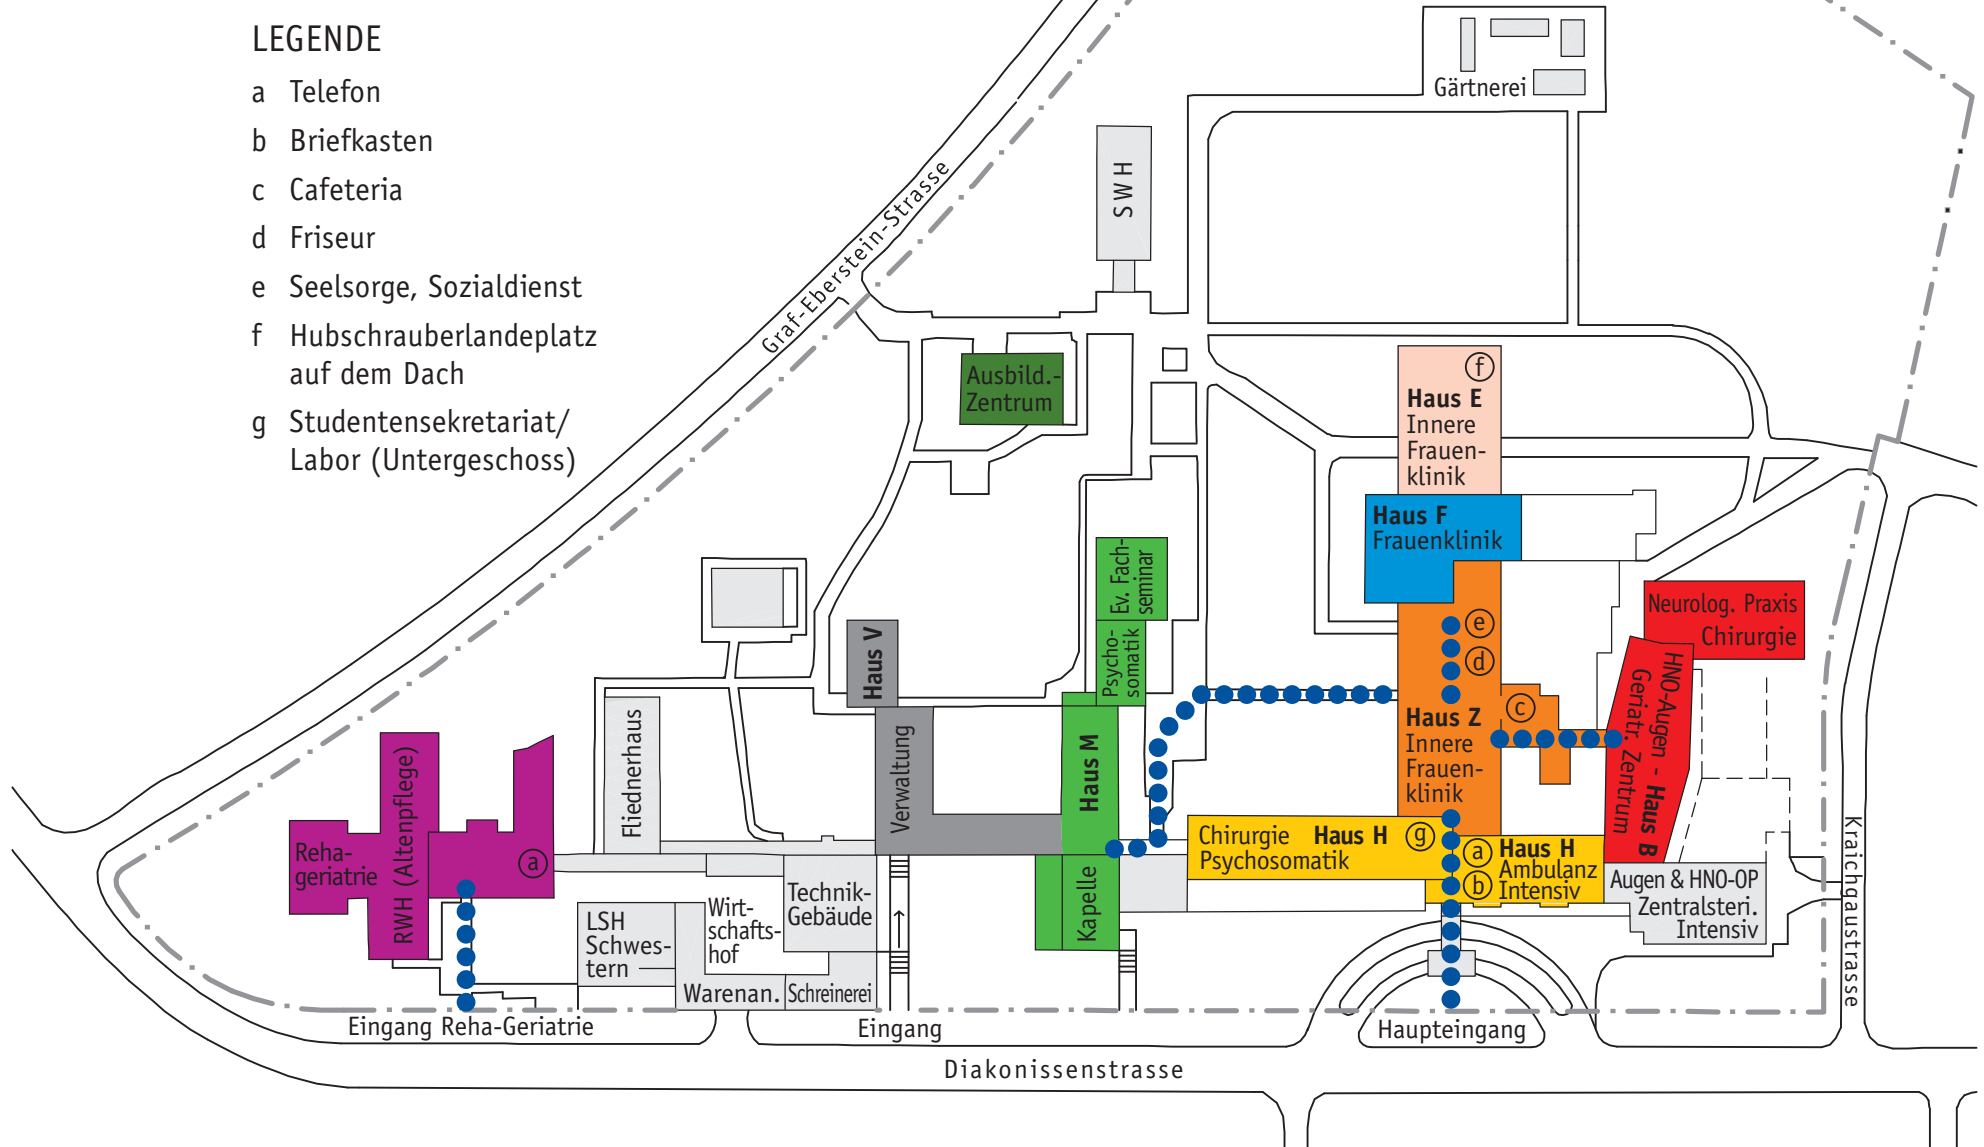 LEGENDE
a Telefon
b Briefkasten
c Cafeteria
d Friseur
e Seelsorge, Sozialdienst
f Hubschrauberlandeplatz
auf dem Dach
g Studentensekretariat/
Labor (Untergeschoss)
Gärtnerei
SWH
Graf-Eberstein-Strasse
Ausbild.-
Zentrum
f
Haus E
Innere
Frauen-
klinik
Haus F
Frauenklinik
Ev. Fach-
seminar
Psycho-
somatik
Haus V
Verwaltung
Haus M
Kapelle
e
d
c
Haus Z
Innere
Frauen-
klinik
Neurolog. Praxis
Chirurgie
HNO-Augen - Haus B
Geriatr. Zentrum
Fliednerhaus
Reha-
geriatrie
RWH (Altenpflege)
a
Chirurgie Haus H g
Psychosomatik
a Haus H
Ambulanz
b Intensiv
Augen & HNO-OP
Zentralsteri.
Intensiv
Technik-
Gebäude
Wirt-
schafts-
hof
LSH
Schwes-
tern
Warenan.
Schreinerei
Kraichgaustrasse
Eingang Reha-Geriatrie
Eingang
Haupteingang
Diakonissenstrasse